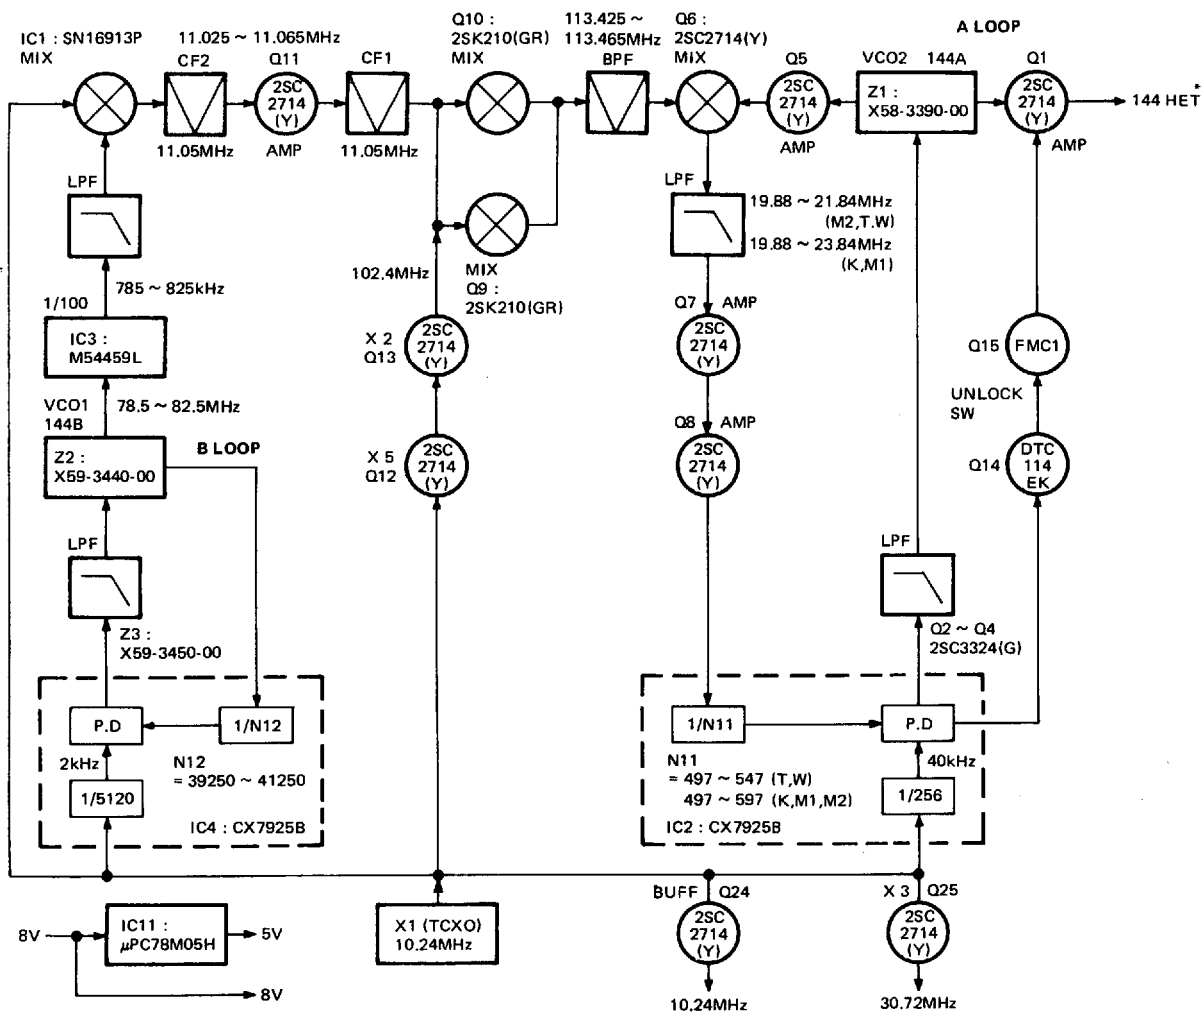 IC1 : SN16913P
MIX
11.025 ~ 11.065MHz
CF2
Q11
2SC
2714
(Y)
AMP
11.05MHz
CF1
11.05MHz
Q10 :
2SK210(GR)
MIX
113.425 ~
113.465MHz
BPF
Q6 :
2SC2714(Y)
MIX
Q5
2SC
2714
(Y)
AMP
A LOOP
VCO2 144A
Z1 :
X58-3390-00
Q1
2SC
2714
(Y)
AMP
144 HET*
LPF
785 ~ 825kHz
1/100
IC3 :
M54459L
VCO1
144B
78.5 ~ 82.5MHz
B LOOP
Z2 :
X59-3440-00
LPF
Z3 :
X59-3450-00
P.D
1/N12
2kHz
N12
= 39250 ~ 41250
1/5120
IC4 : CX7925B
MIX
Q9 :
2SK210(GR)
102.4MHz
X 2
Q13
2SC
2714
(Y)
X 5
Q12
2SC
2714
(Y)
LPF
19.88 ~ 21.84MHz
(M2,T.W)
19.88 ~ 23.84MHz
(K,M1)
Q7 AMP
2SC
2714
(Y)
Q8 AMP
2SC
2714
(Y)
Q15
FMC1
UNLOCK
SW
Q14
DTC
114
EK
LPF
Q2 ~ Q4
2SC3324(G)
1/N11
P.D
N11
= 497 ~ 547 (T,W)
497 ~ 597 (K,M1,M2)
40kHz
1/256
IC2 : CX7925B
X1 (TCXO)
10.24MHz
BUFF Q24
2SC
2714
(Y)
10.24MHz
X 3 Q25
2SC
2714
(Y)
30.72MHz
8V
IC11 :
μPC78M05H
5V
8V